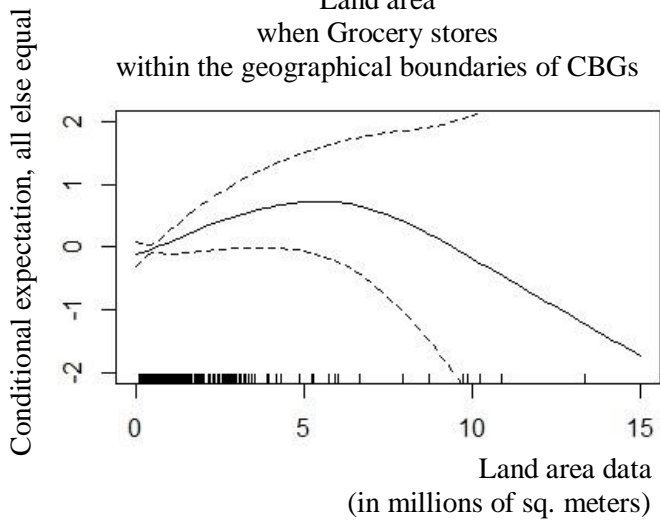 Land area
when Grocery stores
within the geographical boundaries of CBGs
Conditional expectation, all else equal
2
1
0
-1
-2
0
5
10
15
Land area data
(in millions of sq. meters)